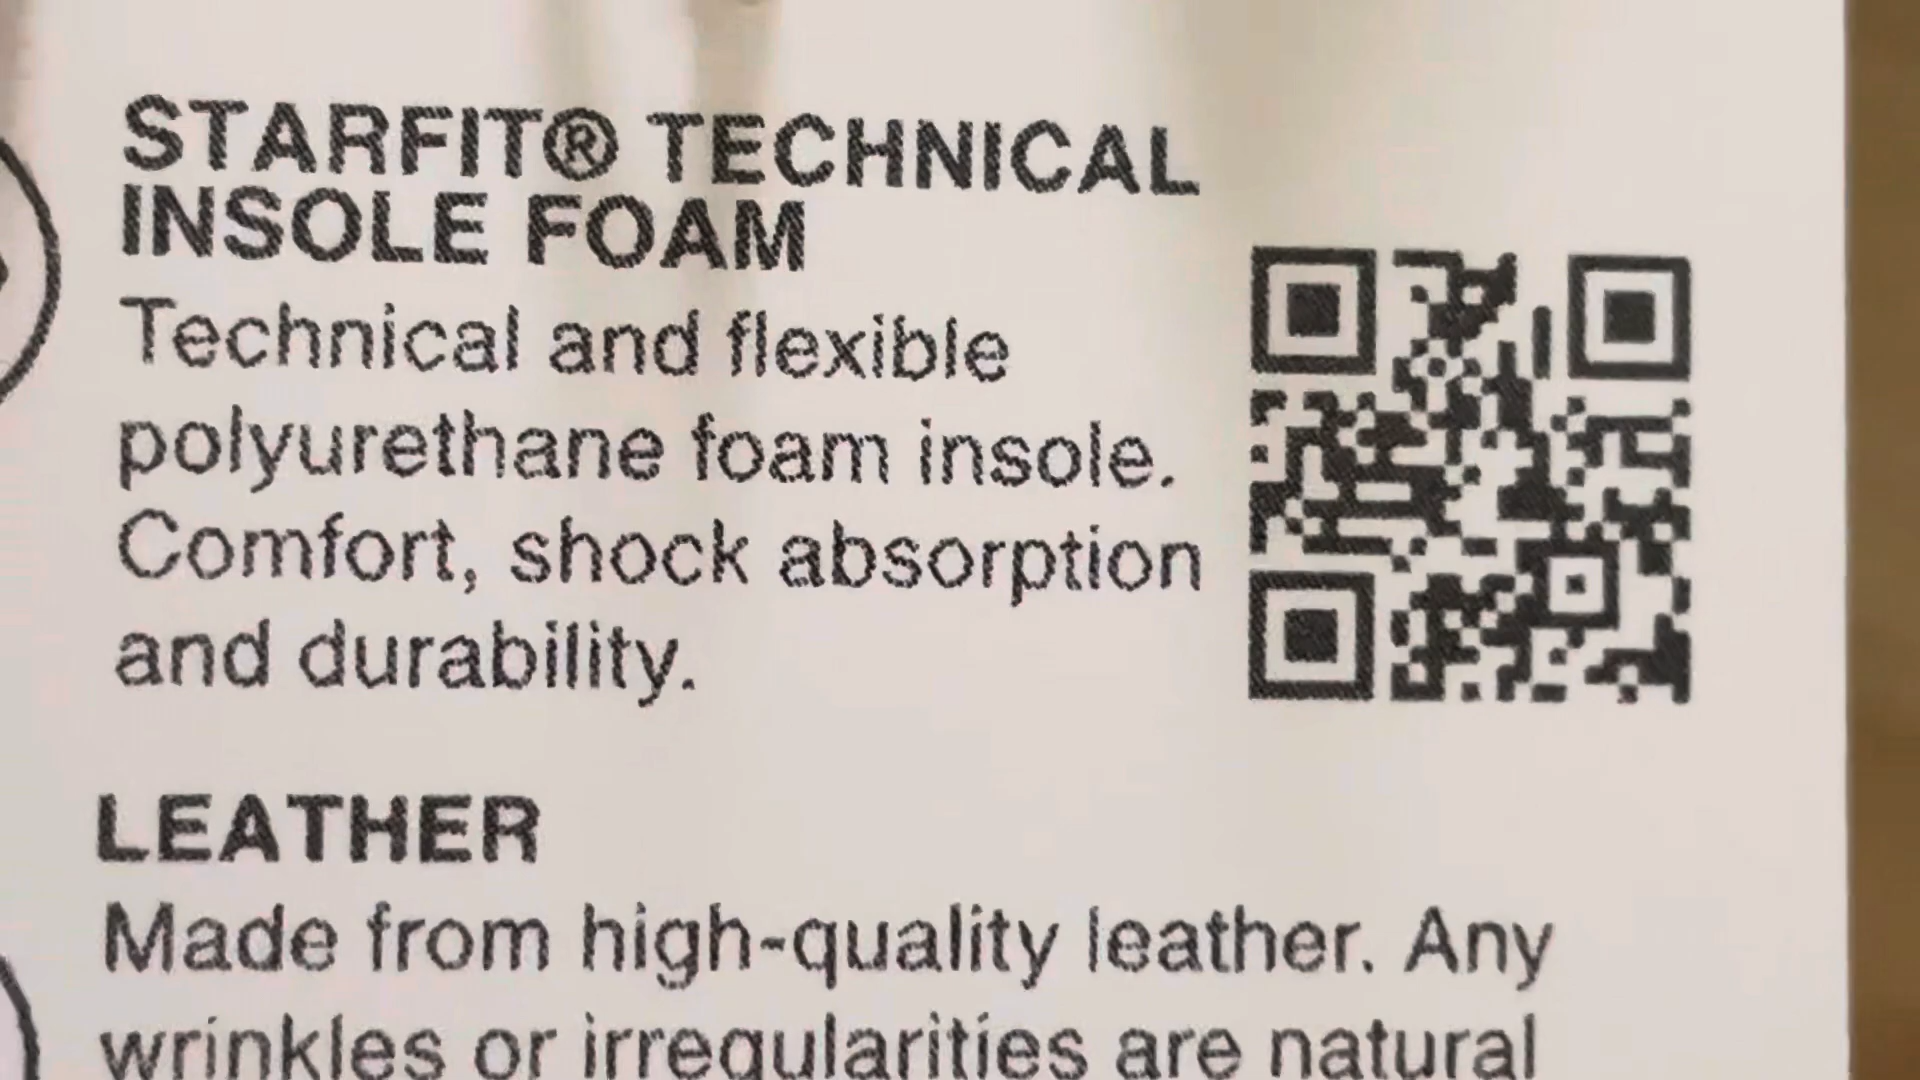 STARFIT® TECHNICAL
INSOLE FOAM
Technical and flexible
polyurethane foam insole.
Comfort, shock absorption
and durability.
LEATHER
Made from high-quality leather. Any
wrinkles or irregularities are natural